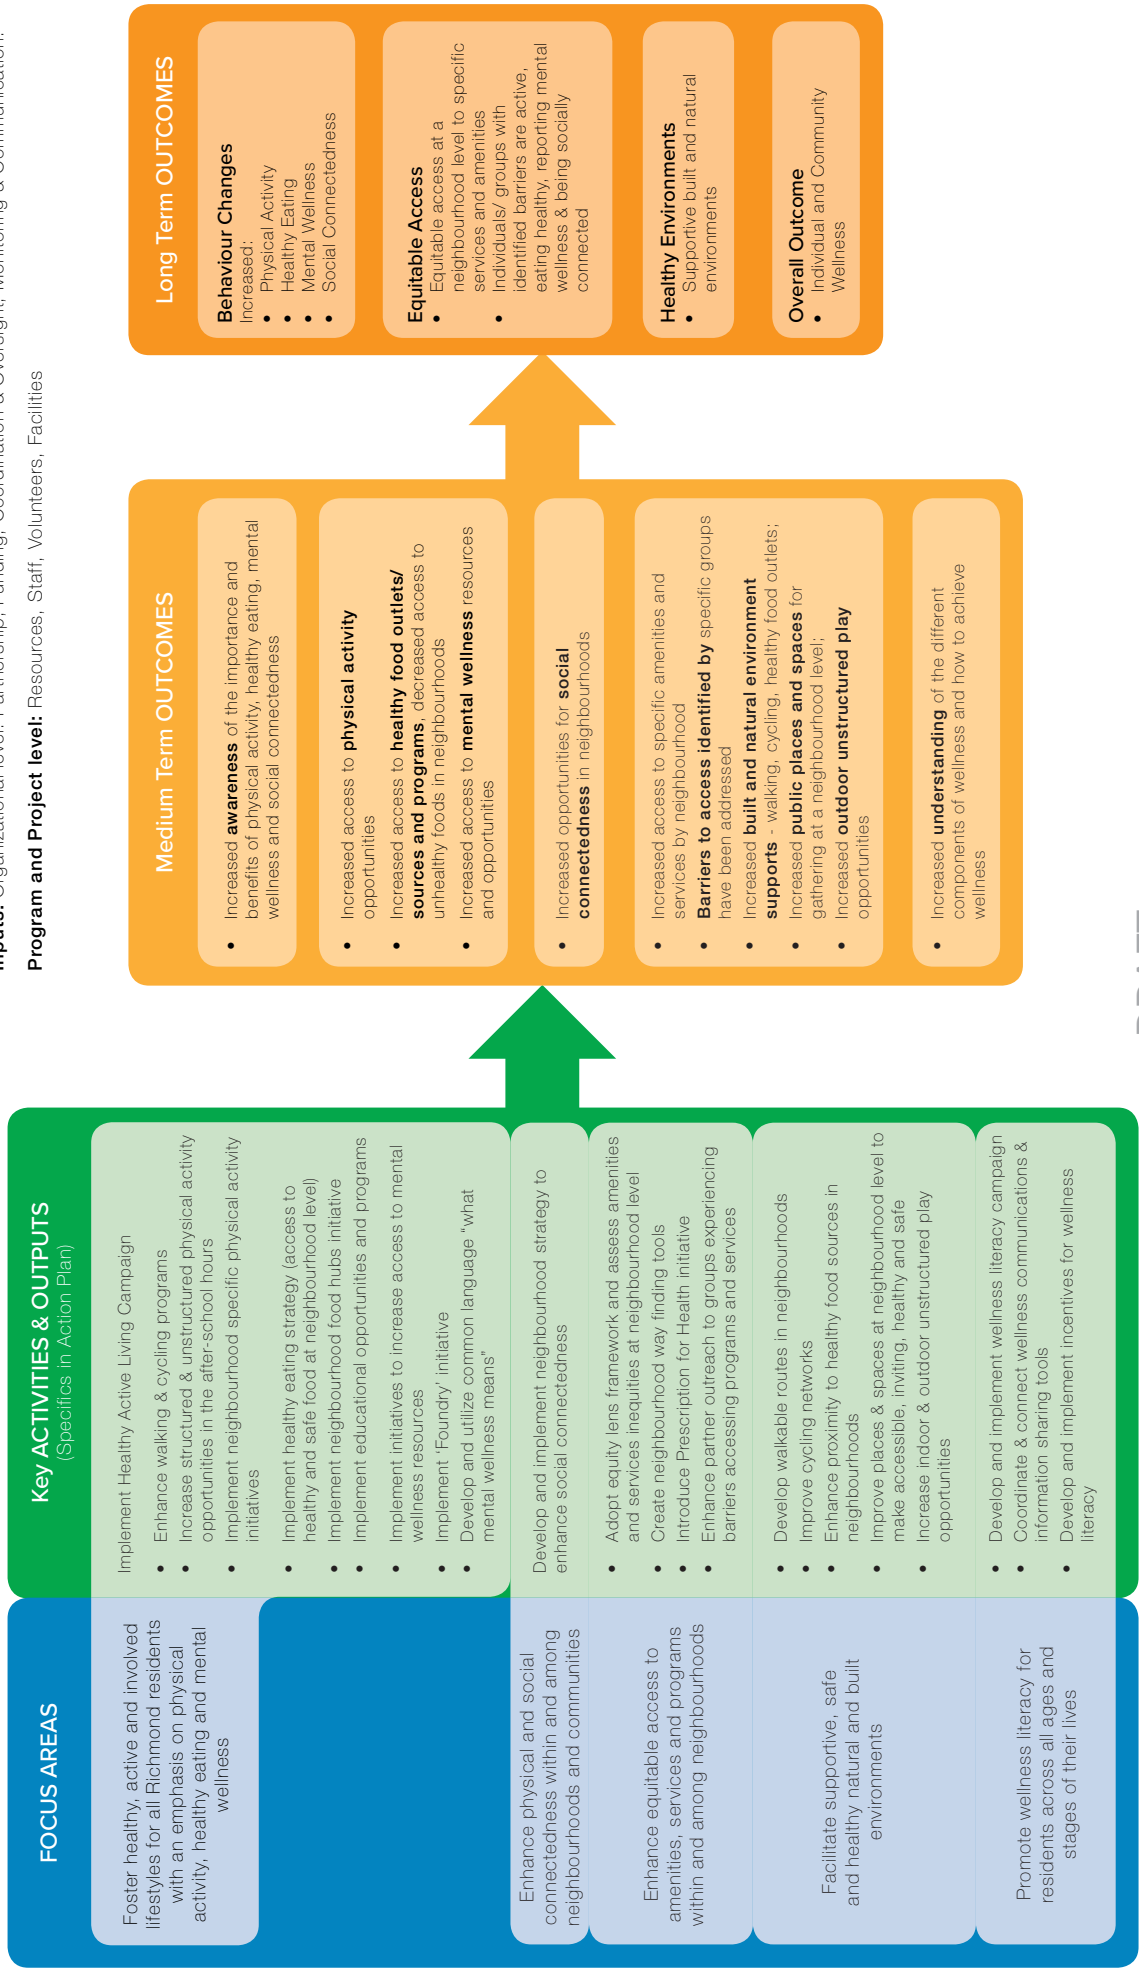 Inputs: Organizational level: Partnership, Funding, Coordination & Oversight, Monitoring & Communication.
Program and Project level: Resources, Staff, Volunteers, Facilities
FOCUS AREAS
Foster healthy, active and involved
lifestyles for all Richmond residents
with an emphasis on physical
activity, healthy eating and mental
wellness
Enhance physical and social
connectedness within and among
neighbourhoods and communities
Enhance equitable access to
amenities, services and programs
within and among neighbourhoods
Facilitate supportive, safe
and healthy natural and built
environments
Promote wellness literacy for
residents across all ages and
stages of their lives
Key ACTIVITIES & OUTPUTS
(Specifics in Action Plan)
Implement Healthy Active Living Campaign
• Enhance walking & cycling programs
• Increase structured & unstructured physical activity
opportunities in the after-school hours
• Implement neighbourhood specific physical activity
initiatives
• Implement healthy eating strategy (access to
healthy and safe food at neighbourhood level)
• Implement neighbourhood food hubs initiative
• Implement educational opportunities and programs
• Implement initiatives to increase access to mental
wellness resources
• Implement ‘Foundry’ initiative
• Develop and utilize common language “what
mental wellness means”
Develop and implement neighbourhood strategy to
enhance social connectedness
• Adopt equity lens framework and assess amenities
and services inequities at neighbourhood level
• Create neighbourhood way finding tools
• Introduce Prescription for Health initiative
• Enhance partner outreach to groups experiencing
barriers accessing programs and services
• Develop walkable routes in neighbourhoods
• Improve cycling networks
• Enhance proximity to healthy food sources in
neighbourhoods
• Improve places & spaces at neighbourhood level to
make accessible, inviting, healthy and safe
• Increase indoor & outdoor unstructured play
opportunities
• Develop and implement wellness literacy campaign
• Coordinate & connect wellness communications &
information sharing tools
• Develop and implement incentives for wellness
literacy
Medium Term OUTCOMES
• Increased awareness of the importance and
benefits of physical activity, healthy eating, mental
wellness and social connectedness
• Increased access to physical activity
opportunities
• Increased access to healthy food outlets/
sources and programs, decreased access to
unhealthy foods in neighbourhoods
• Increased access to mental wellness resources
and opportunities
• Increased opportunities for social
connectedness in neighbourhoods
• Increased access to specific amenities and
services by neighbourhood
• Barriers to access identified by specific groups
have been addressed
• Increased built and natural environment
supports - walking, cycling, healthy food outlets;
• Increased public places and spaces for
gathering at a neighbourhood level;
• Increased outdoor unstructured play
opportunities
• Increased understanding of the different
components of wellness and how to achieve
wellness
Long Term OUTCOMES
Behaviour Changes
Increased:
• Physical Activity
• Healthy Eating
• Mental Wellness
• Social Connectedness
Equitable Access
• Equitable access at a
neighbourhood level to specific
services and amenities
• Individuals/ groups with
identified barriers are active,
eating healthy, reporting mental
wellness & being socially
connected
Healthy Environments
• Supportive built and natural
environments
Overall Outcome
• Individual and Community
Wellness